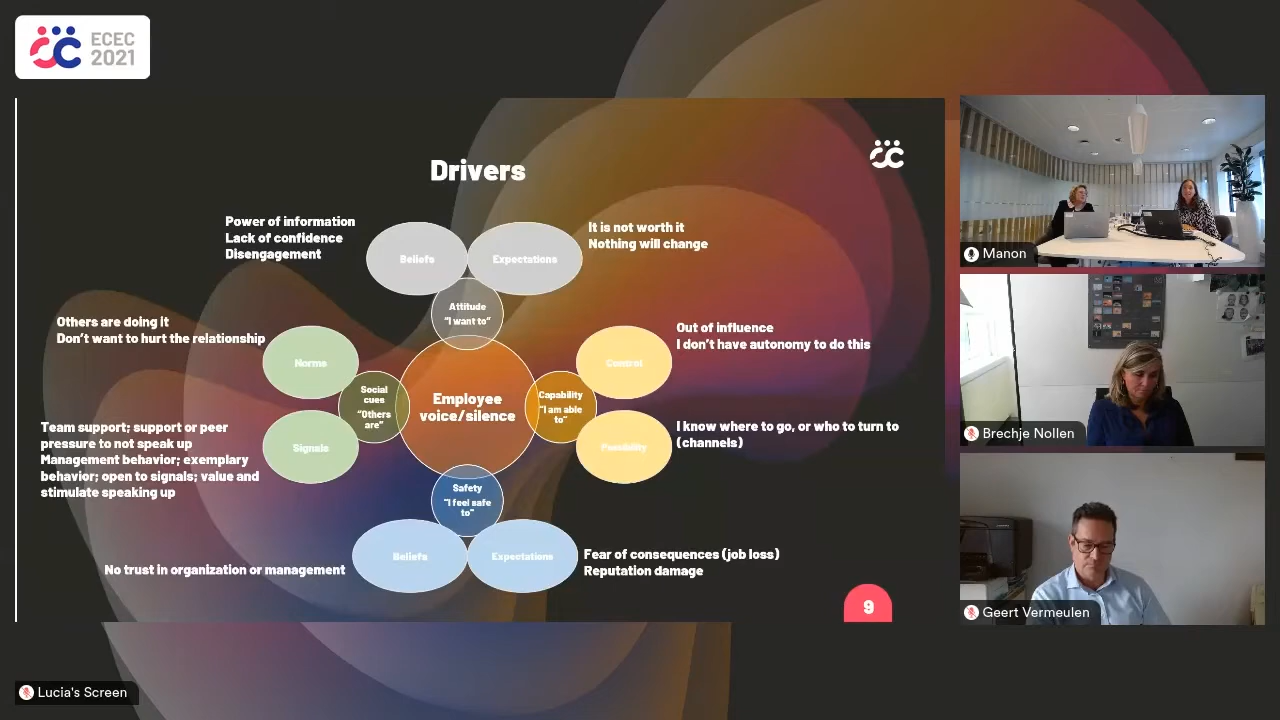 ECEC
2021
Drivers
Power of information
Lack of confidence
Disengagement
It is not worth it
Nothing will change
Beliefs
Expectations
Attitude
"I want to"
Others are doing it
Don't want to hurt the relationship
Norms
Control
Out of influence
I don't have autonomy to do this
Social
cues
"Others
are"
Employee
voice/silence
Capability
"I am able
to"
Team support; support or peer
pressure to not speak up
Management behavior; exemplary
behavior; open to signals; value and
stimulate speaking up
Signals
Possibility
I know where to go, or who to turn to
(channels)
Safety
"I feel safe
to"
Beliefs
Expectations
No trust in organization or management
Fear of consequences (job loss)
Reputation damage
9
Manon
Brechje Nollen
Geert Vermeulen
Lucia's Screen